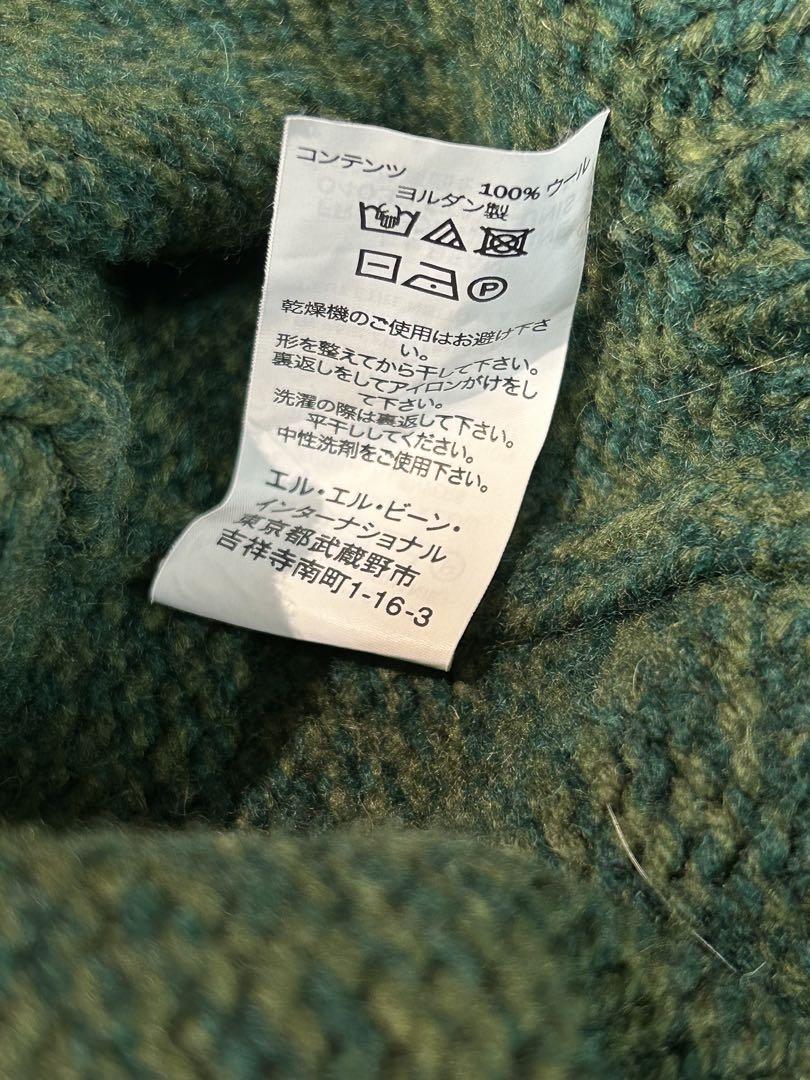 コンテンツ 100% ウール
ヨルダン製
P
乾燥機のご使用はお避け下さ
い。
形を整えてから干して下さい。
裏返しをしてアイロンがけをし
て下さい。
洗濯の際は裏返して下さい。
平干ししてください。
中性洗剤をご使用下さい。
エル・エル・ビーン・
インターナショナル
東京都武蔵野市
吉祥寺南町1-16-3